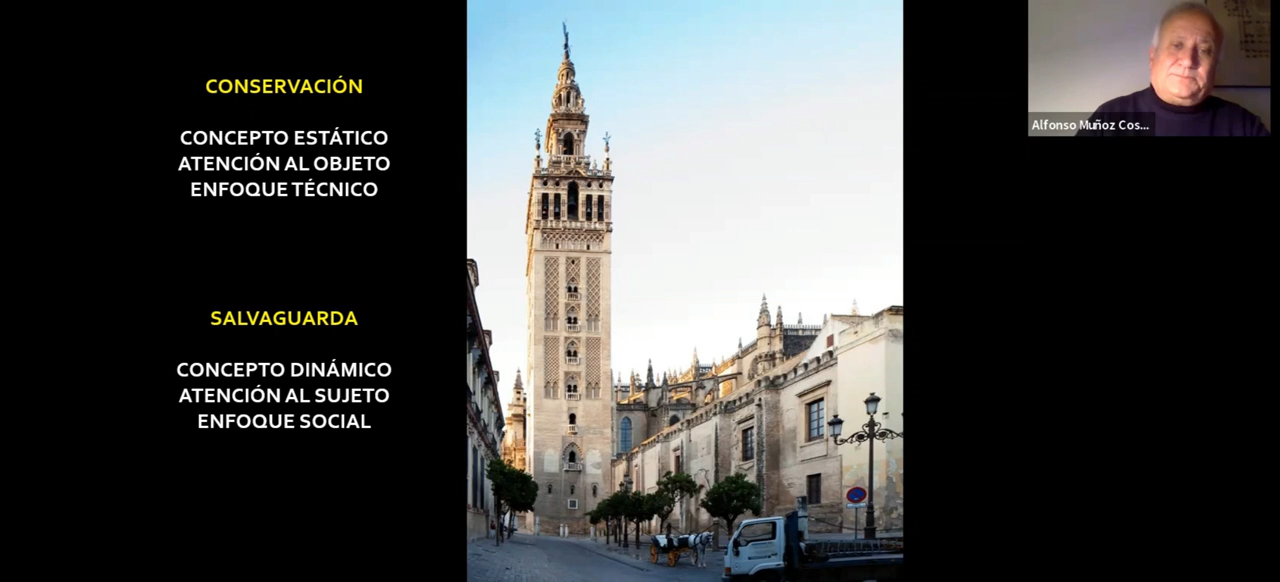 CONSERVACIÓN
CONCEPTO ESTÁTICO
ATENCIÓN AL OBJETO
ENFOQUE TÉCNICO
SALVAGUARDA
CONCEPTO DINÁMICO
ATENCIÓN AL SUJETO
ENFOQUE SOCIAL
Alfonso Muñoz Cos...